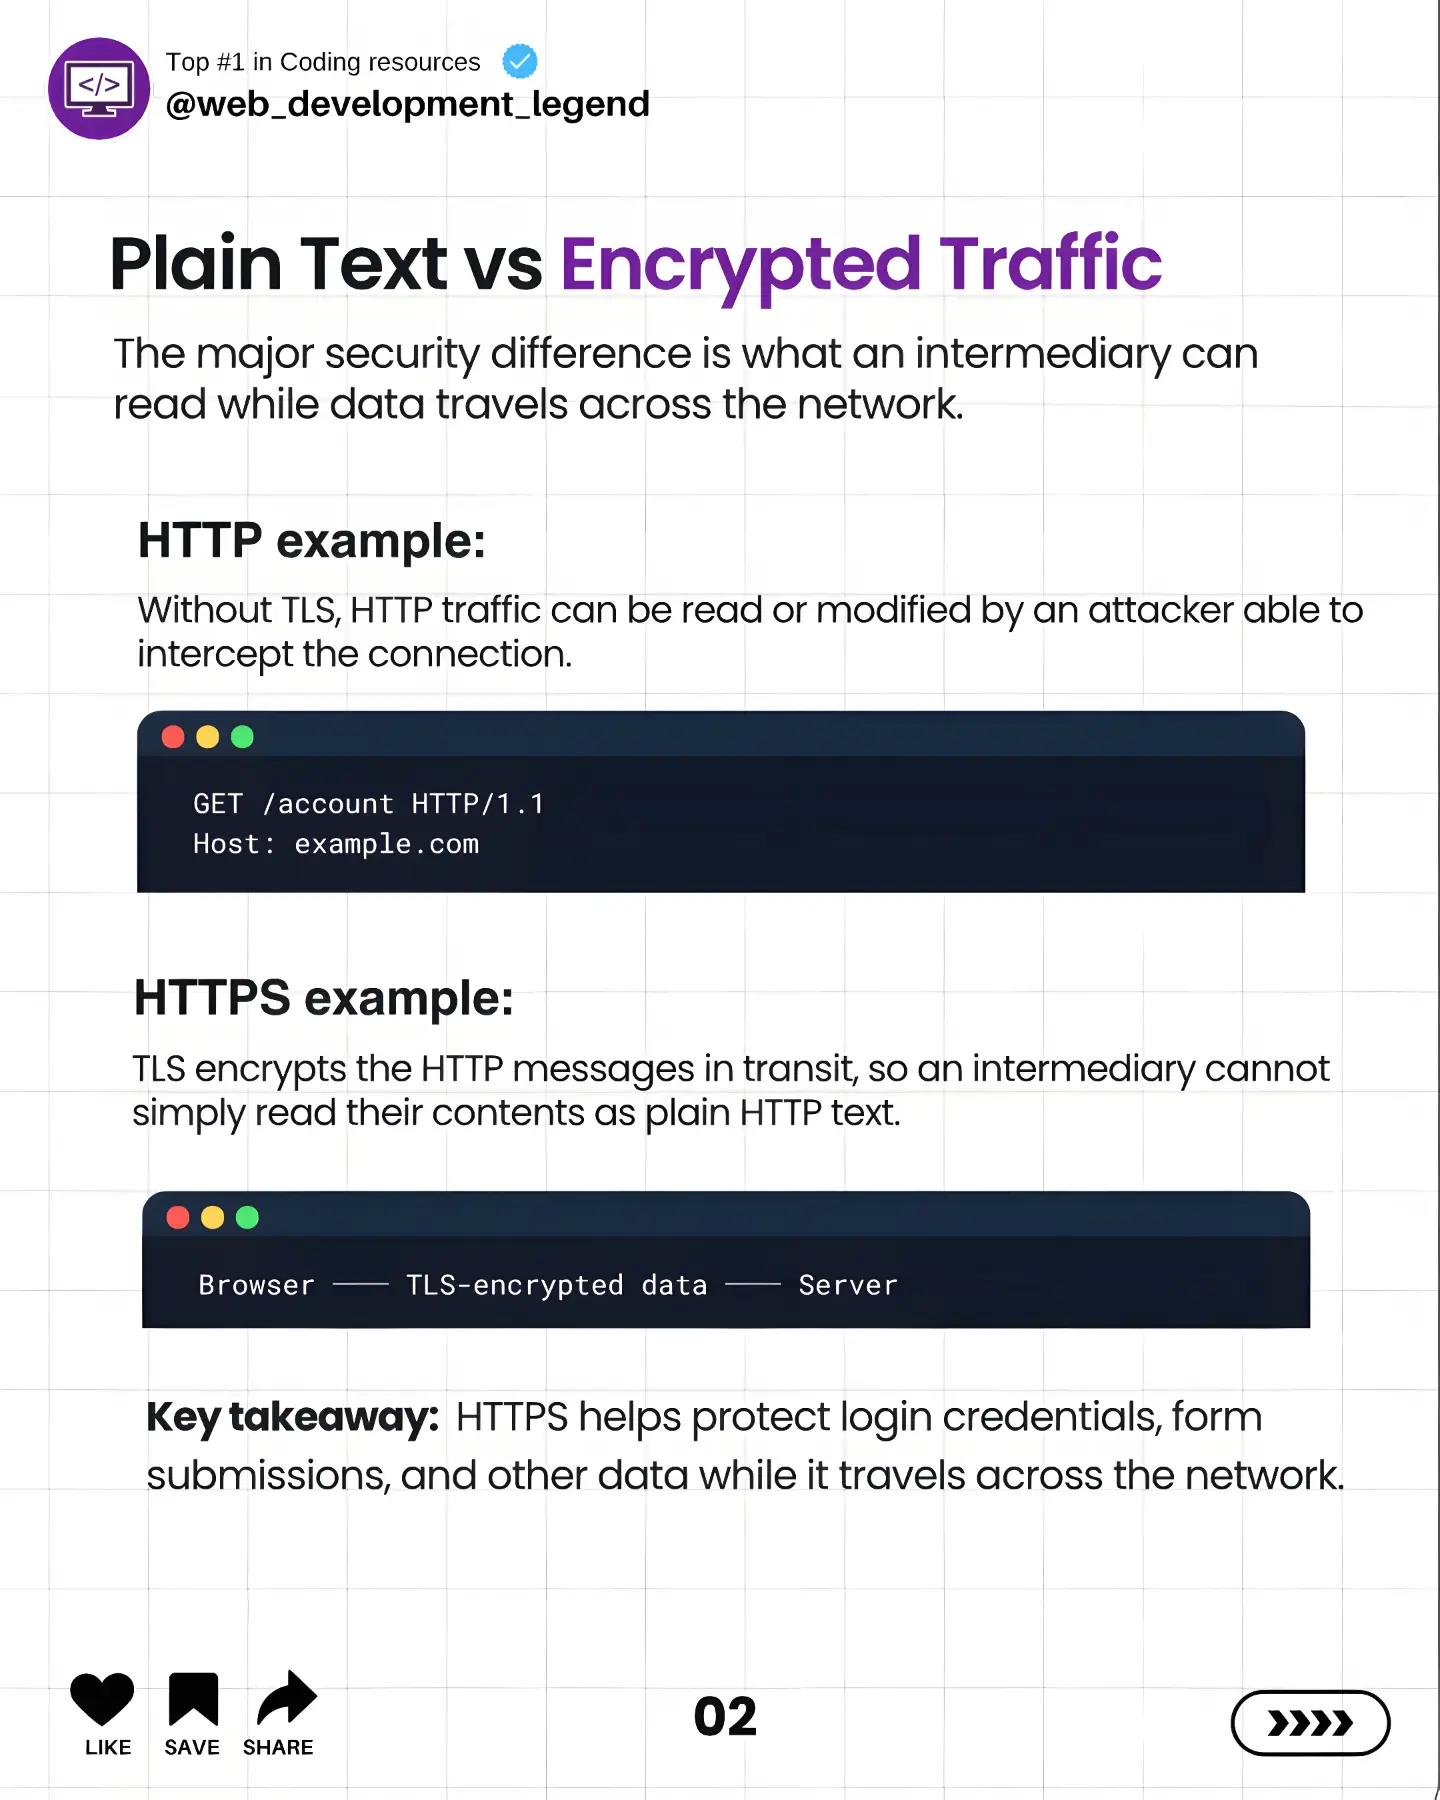 </>
Top #1 in Coding resources
@web_development_legend
Plain Text vs Encrypted Traffic
The major security difference is what an intermediary can
read while data travels across the network.
HTTP example:
Without TLS, HTTP traffic can be read or modified by an attacker able to
intercept the connection.
GET /account HTTP/1.1
Host: example.com
HTTPS example:
TLS encrypts the HTTP messages in transit, so an intermediary cannot
simply read their contents as plain HTTP text.
Browser —— TLS-encrypted data —— Server
Key takeaway: HTTPS helps protect login credentials, form
submissions, and other data while it travels across the network.
LIKE SAVE SHARE
02